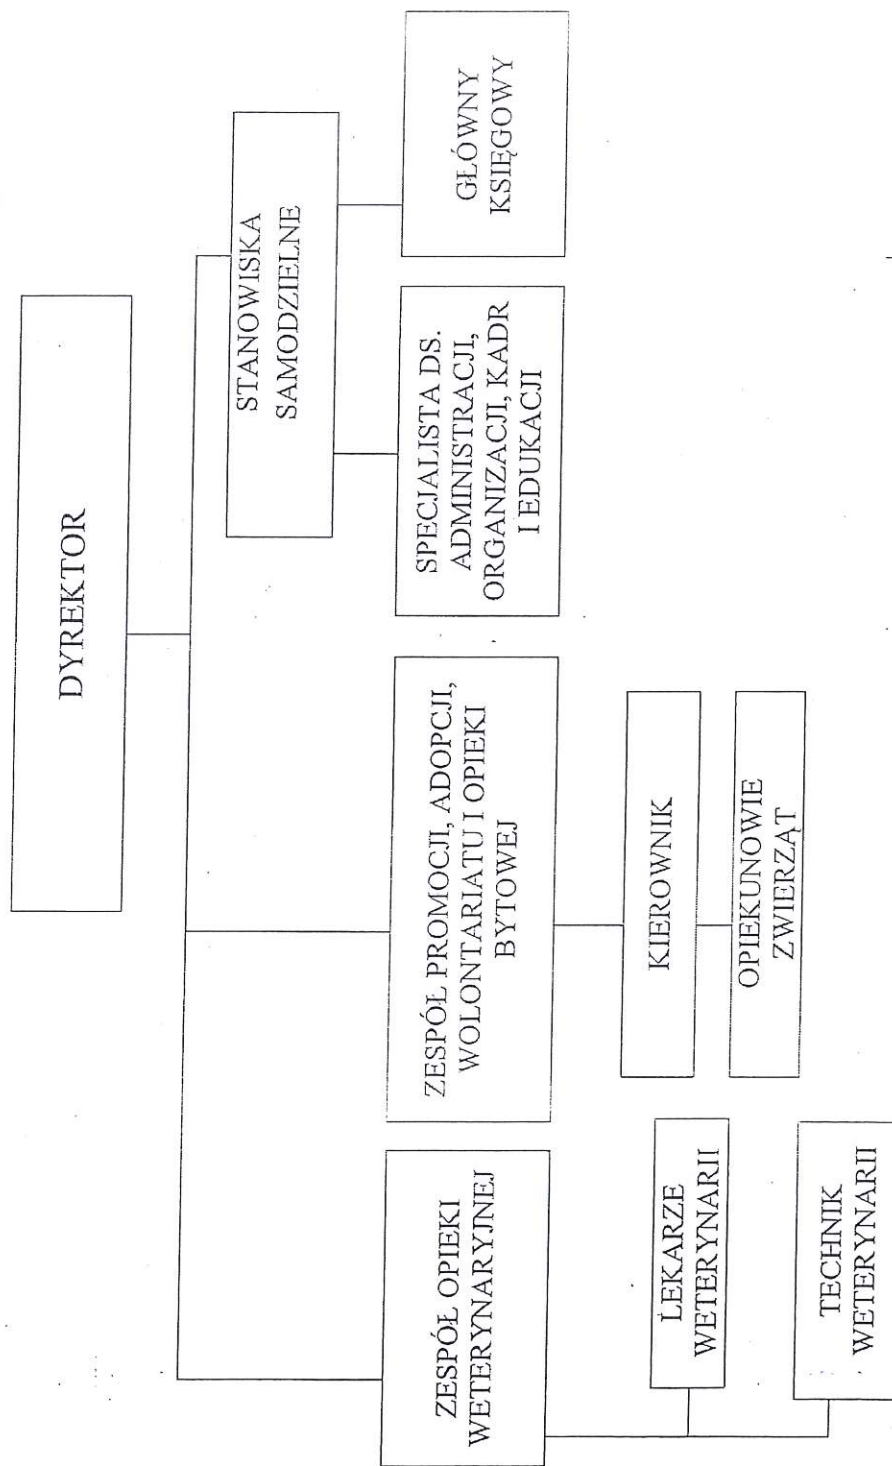 DYREKTOR
ZESPÓŁ OPIEKI
WETERYNARYJNEJ
LEKARZE
WETERYNARII
TECHNIK
WETERYNARII
ZESPÓŁ PROMOCJI, ADOPCJI,
WOLONTARIATU I OPIEKI
BYTOWEJ
KIEROWNIK
OPIEKUNOWIE
ZWIERZĄT
STANOWISKA
SAMODZIELNE
SPECJALISTA DS.
ADMINISTRACJI,
ORGANIZACJI, KADR
I EDUKACJI
GŁÓWNY
KSIĘGOWY